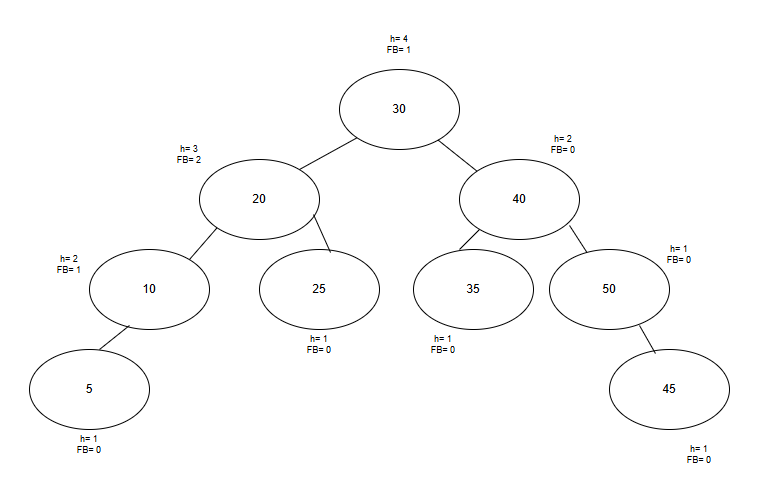 h= 4
FB= 1
30
h= 3
FB= 2
h= 2
FB= 0
20
40
h= 2
FB= 1
h= 1
FB= 0
10
25
35
50
h= 1
FB= 0
h= 1
FB= 0
5
45
h= 1
FB= 0
h= 1
FB= 0